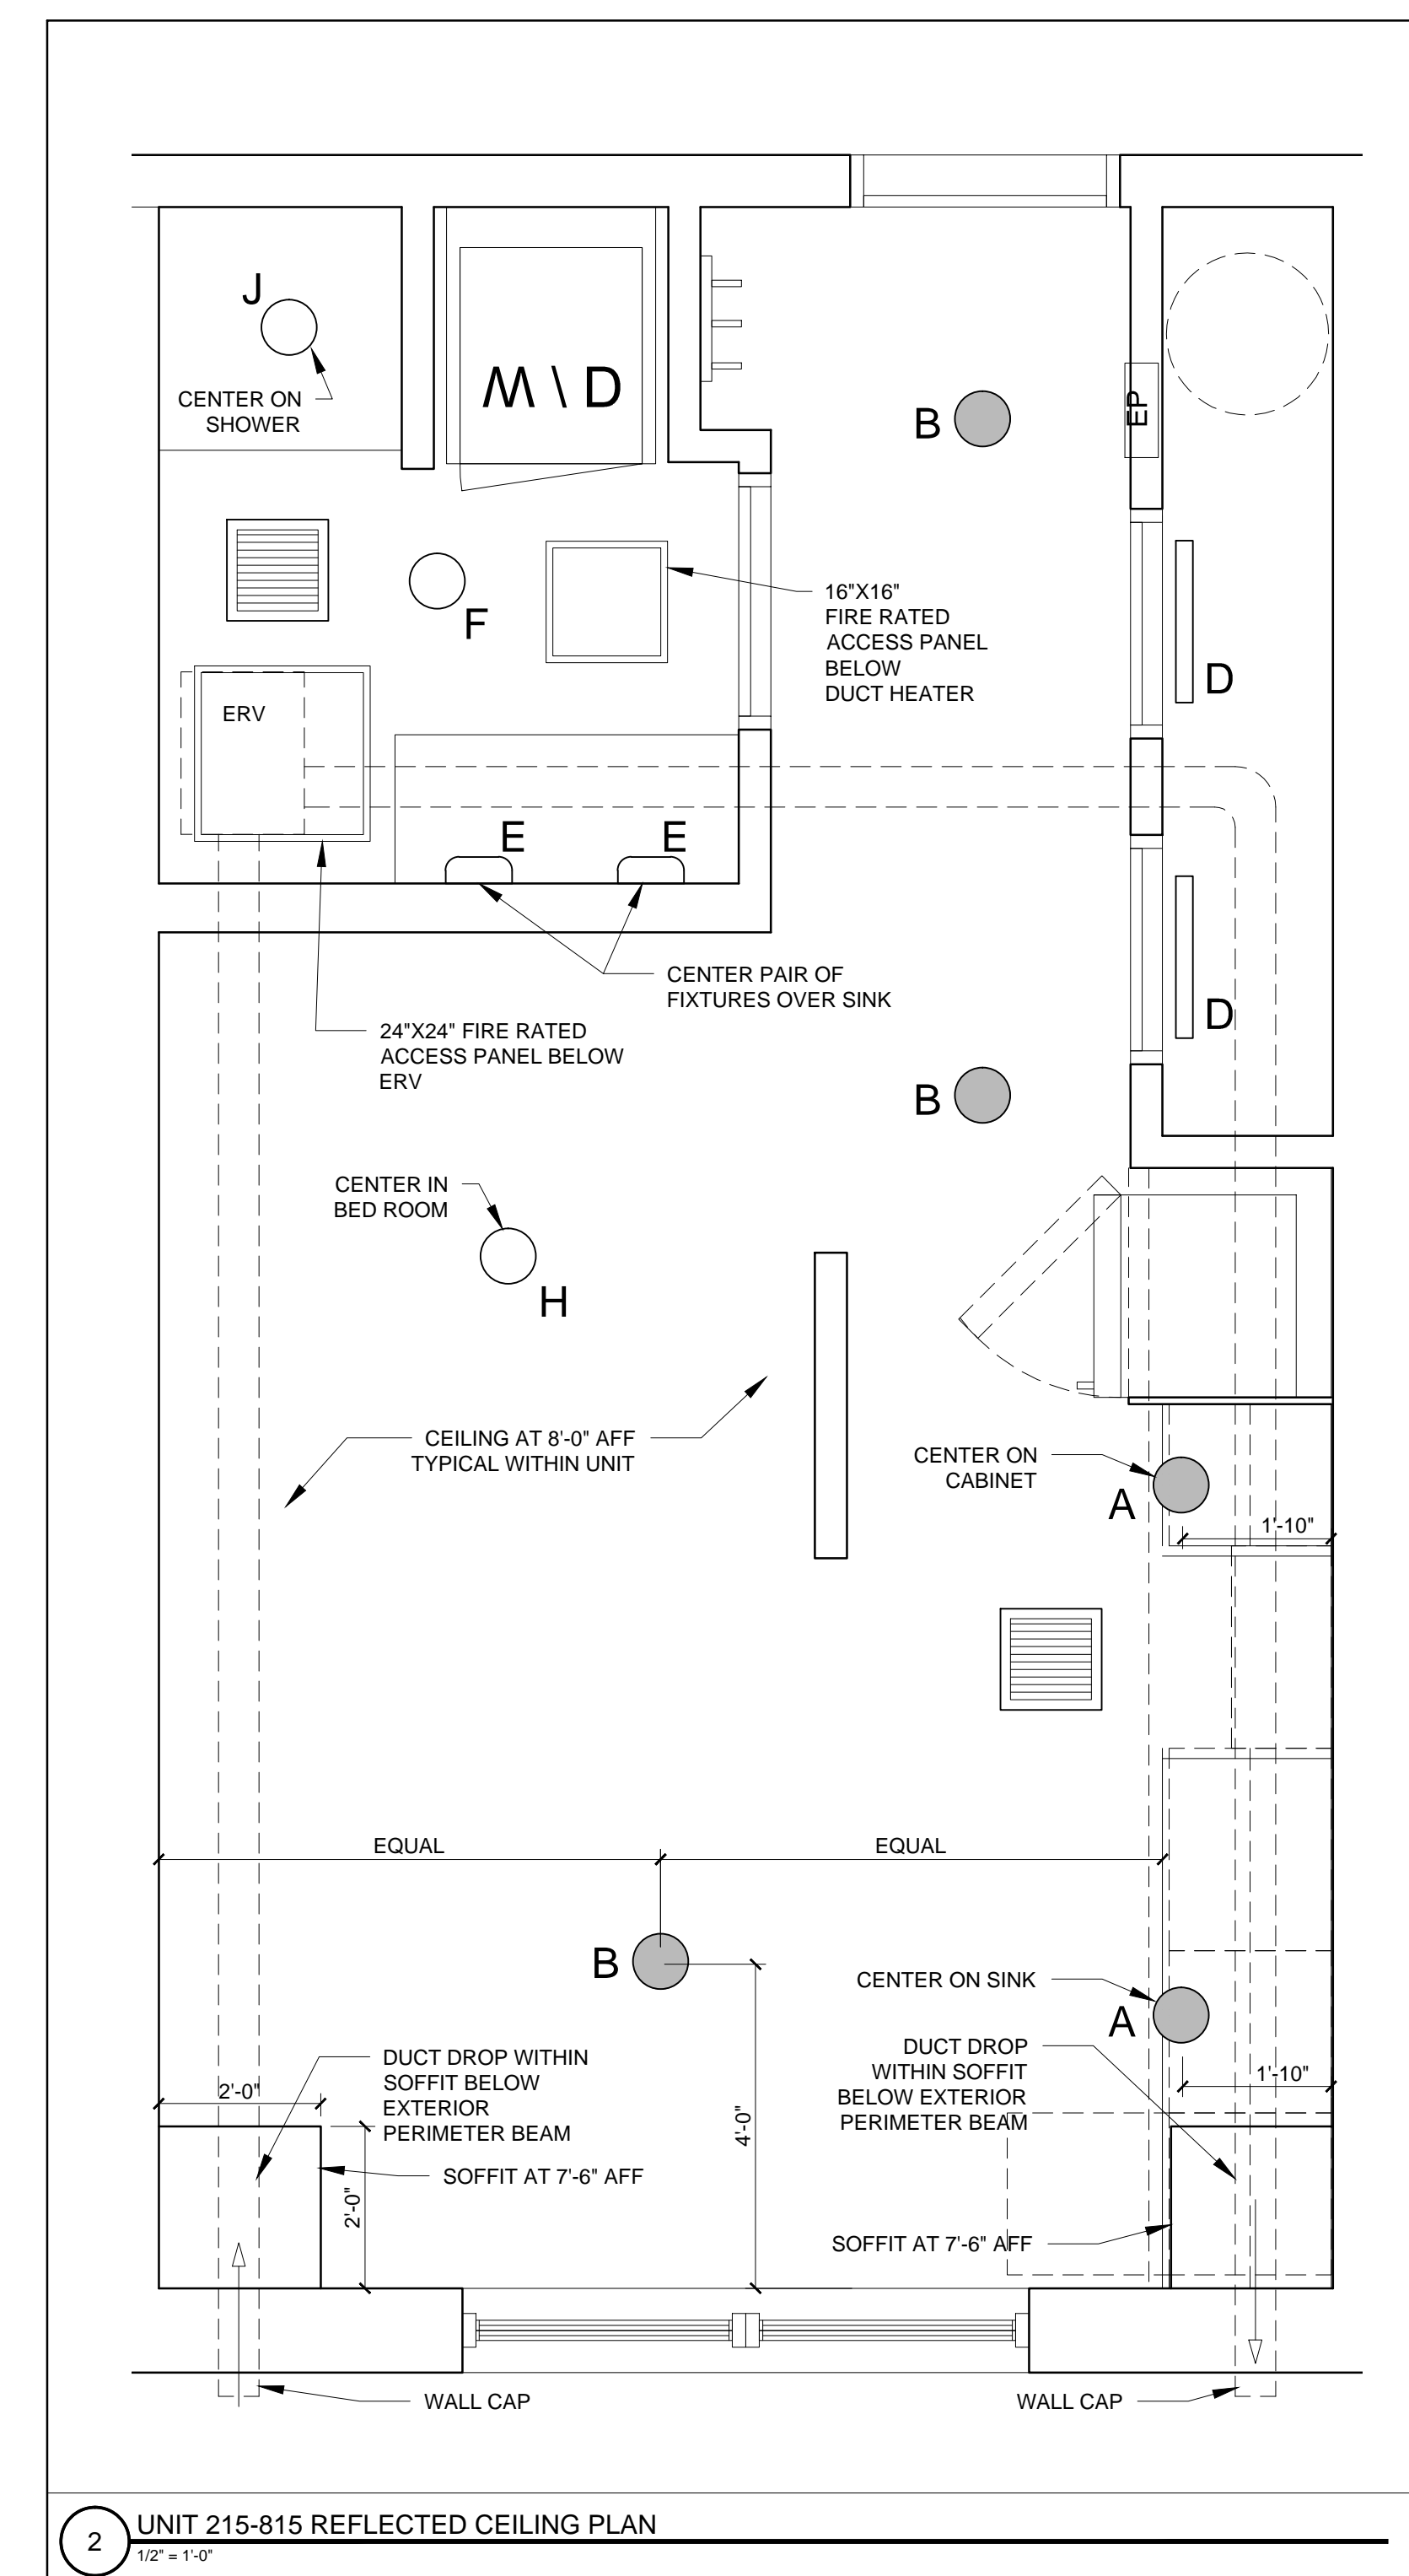 J
CENTER ON
SHOWER
W\D
B
EP
F
16"X16"
FIRE RATED
ACCESS PANEL
BELOW
DUCT HEATER
D
ERV
E
E
CENTER PAIR OF
FIXTURES OVER SINK
D
24"X24" FIRE RATED
ACCESS PANEL BELOW
ERV
B
CENTER IN
BED ROOM
H
CEILING AT 8'-0" AFF
TYPICAL WITHIN UNIT
CENTER ON
CABINET
A
1'-10"
EQUAL
EQUAL
B
CENTER ON SINK
A
DUCT DROP WITHIN
SOFFIT BELOW
EXTERIOR
PERIMETER BEAM
DUCT DROP
WITHIN SOFFIT
BELOW EXTERIOR
PERIMETER BEAM
2'-0"
1'-10"
4'-0"
SOFFIT AT 7'-6" AFF
2'-0"
SOFFIT AT 7'-6" AFF
WALL CAP
WALL CAP
2
UNIT 215-815 REFLECTED CEILING PLAN
1/2" = 1'-0"